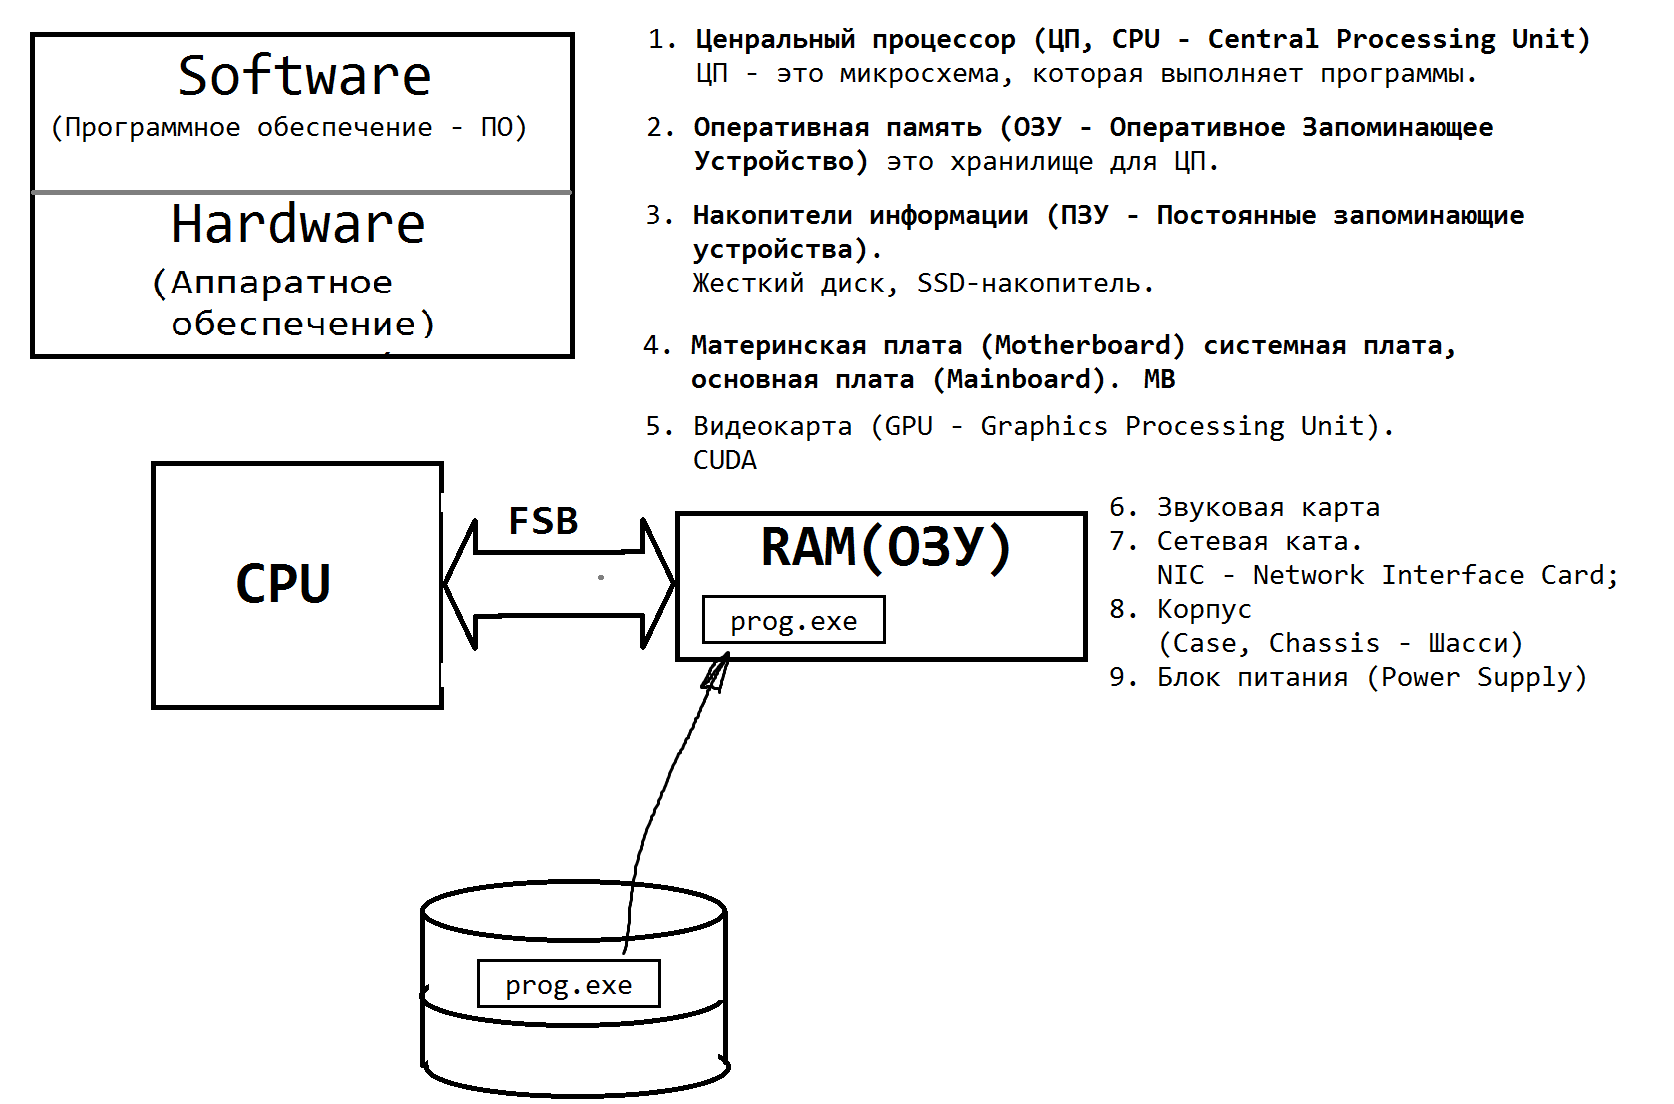 Software
(Программное обеспечение - ПО)
Hardware
(Аппаратное
обеспечение)
1. Ценральный процессор (ЦП, CPU - Central Processing Unit)
ЦП - это микросхема, которая выполняет программы.
2. Оперативная память (ОЗУ - Оперативное Запоминающее
Устройство) это хранилище для ЦП.
3. Накопители информации (ПЗУ - Постоянные запоминающие
устройства).
Жесткий диск, SSD-накопитель.
4. Материнская плата (Motherboard) системная плата,
основная плата (Mainboard). MB
5. Видеокарта (GPU - Graphics Processing Unit).
CUDA
6. Звуковая карта
7. Сетевая ката.
NIC - Network Interface Card;
8. Корпус
(Case, Chassis - Шасси)
9. Блок питания (Power Supply)
CPU
FSB
RAM(ОЗУ)
prog.exe
prog.exe